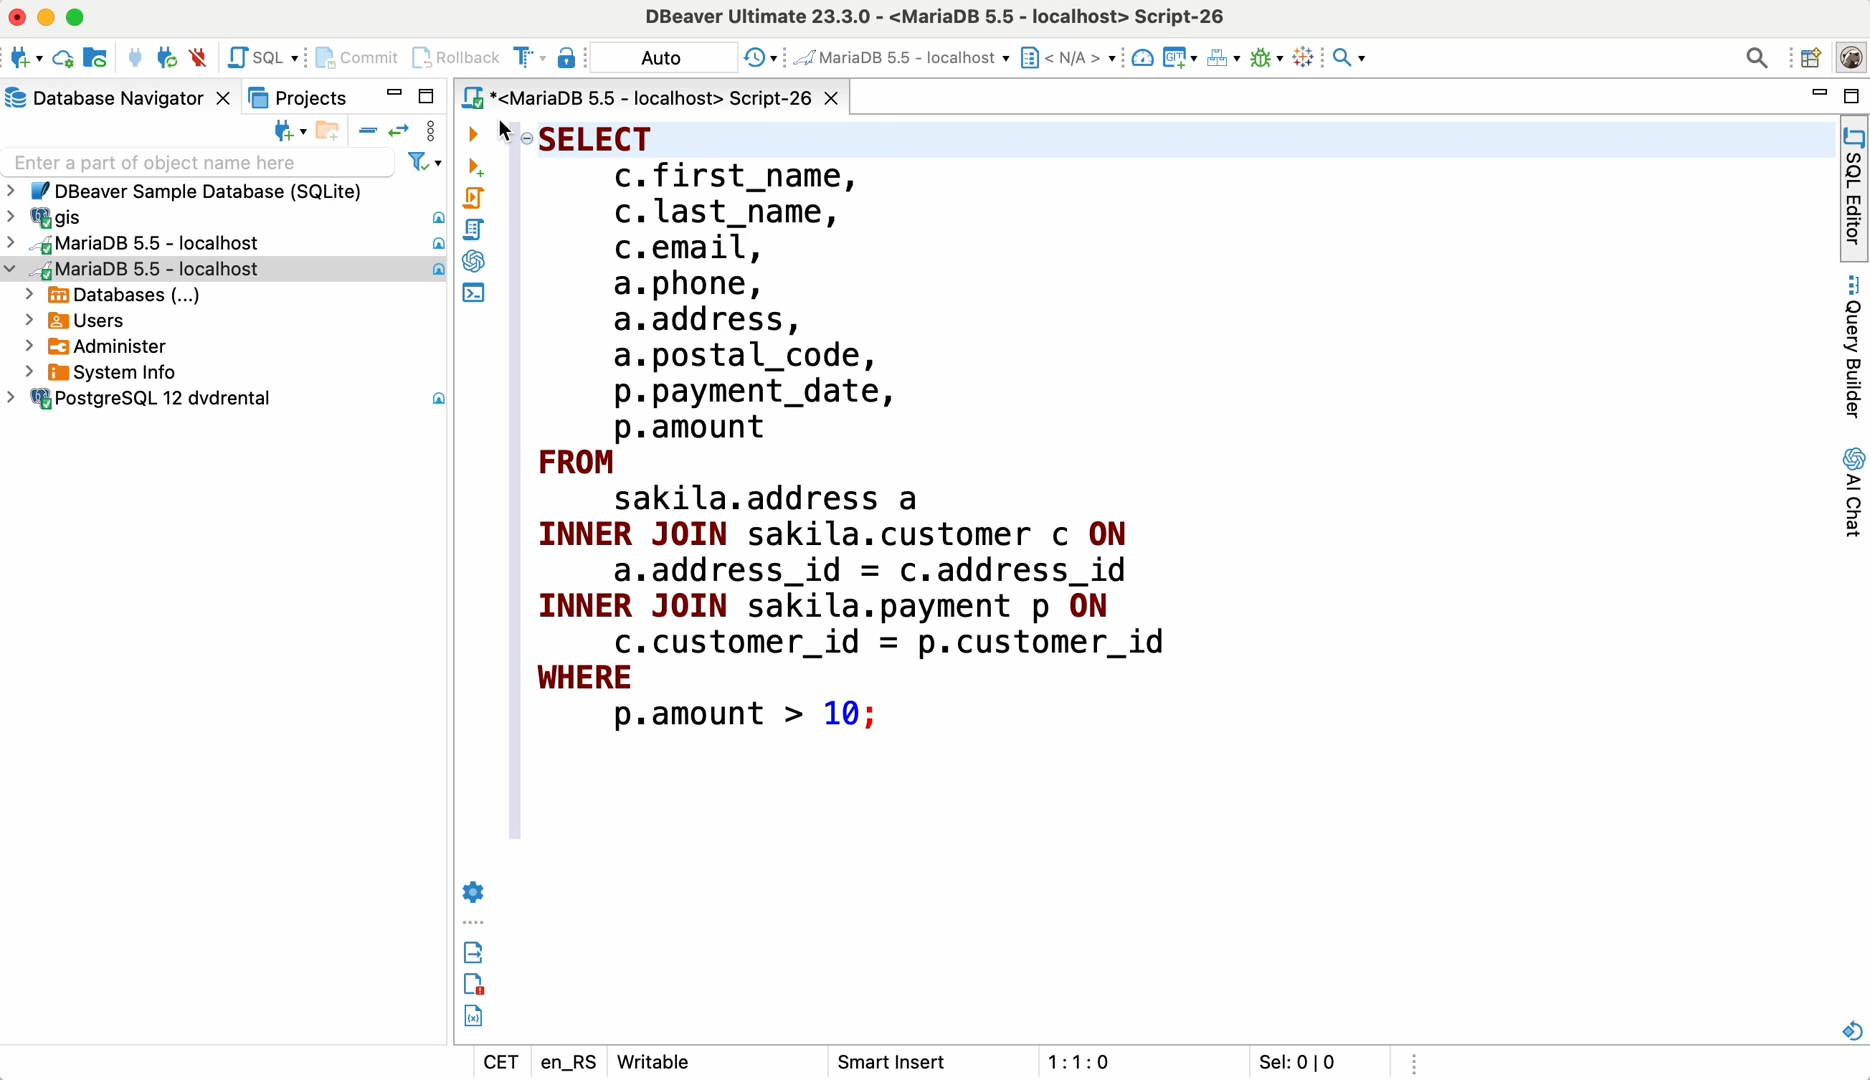 DBeaver Ultimate 23.3.0 - <MariaDB 5.5 - localhost> Script-26
SQL Commit Rollback Auto MariaDB 5.5 - localhost < N/A >
Database Navigator Projects
*<MariaDB 5.5 - localhost> Script-26
Enter a part of object name here
DBeaver Sample Database (SQLite)
gis
MariaDB 5.5 - localhost
MariaDB 5.5 - localhost
Databases (...)
Users
Administer
System Info
PostgreSQL 12 dvdrental
SELECT
c.first_name,
c.last_name,
c.email,
a.phone,
a.address,
a.postal_code,
p.payment_date,
p.amount
FROM
sakila.address a
INNER JOIN sakila.customer c ON
a.address_id = c.address_id
INNER JOIN sakila.payment p ON
c.customer_id = p.customer_id
WHERE
p.amount > 10;
SQL Editor
Query Builder
AI Chat
CET en_RS Writable Smart Insert 1 : 1 : 0 Sel: 0 | 0